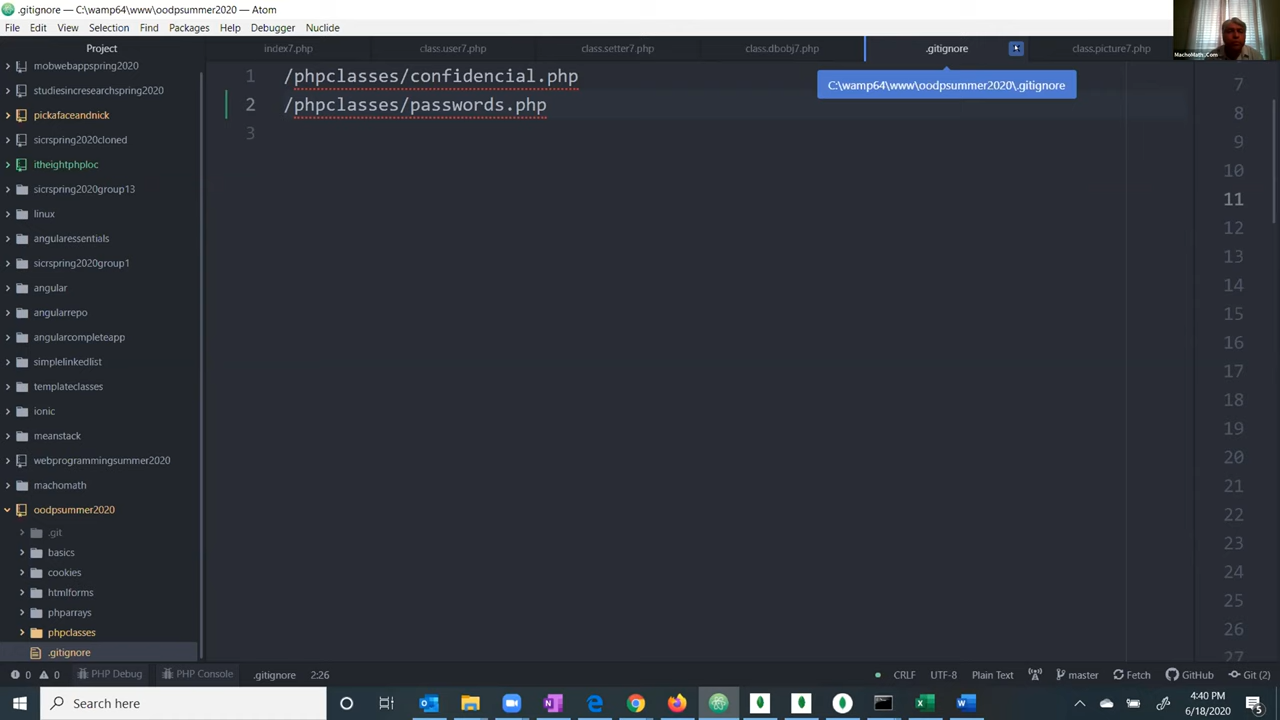 .gitignore — C:\wamp64\www\oodpsummer2020 — Atom
File Edit View Selection Find Packages Help Debugger Nuclide
Project
index7.php class.user7.php class.setter7.php class.dbobj7.php .gitignore class.picture7.php
MachoMath_Com
C:\wamp64\www\oodpsummer2020\.gitignore
1 /phpclasses/confidencial.php
2 /phpclasses/passwords.php
3
mobwebappspring2020
studiesincresearchspring2020
pickafaceandnick
sicrspring2020cloned
itheightphploc
sicrspring2020group13
linux
angularessentials
sicrspring2020group1
angular
angularrepo
angularcompleteapp
simplelinkedlist
templateclasses
ionic
meanstack
webprogrammingsummer2020
machomath
oodpsummer2020
.git
basics
cookies
htmlforms
phparrays
phpclasses
.gitignore
7
8
9
10
11
12
13
14
15
16
17
18
19
20
21
22
23
24
25
26
27
0 0 PHP Debug PHP Console .gitignore 2:26 CRLF UTF-8 Plain Text master Fetch GitHub Git (2)
Search here
4:40 PM
6/18/2020
5